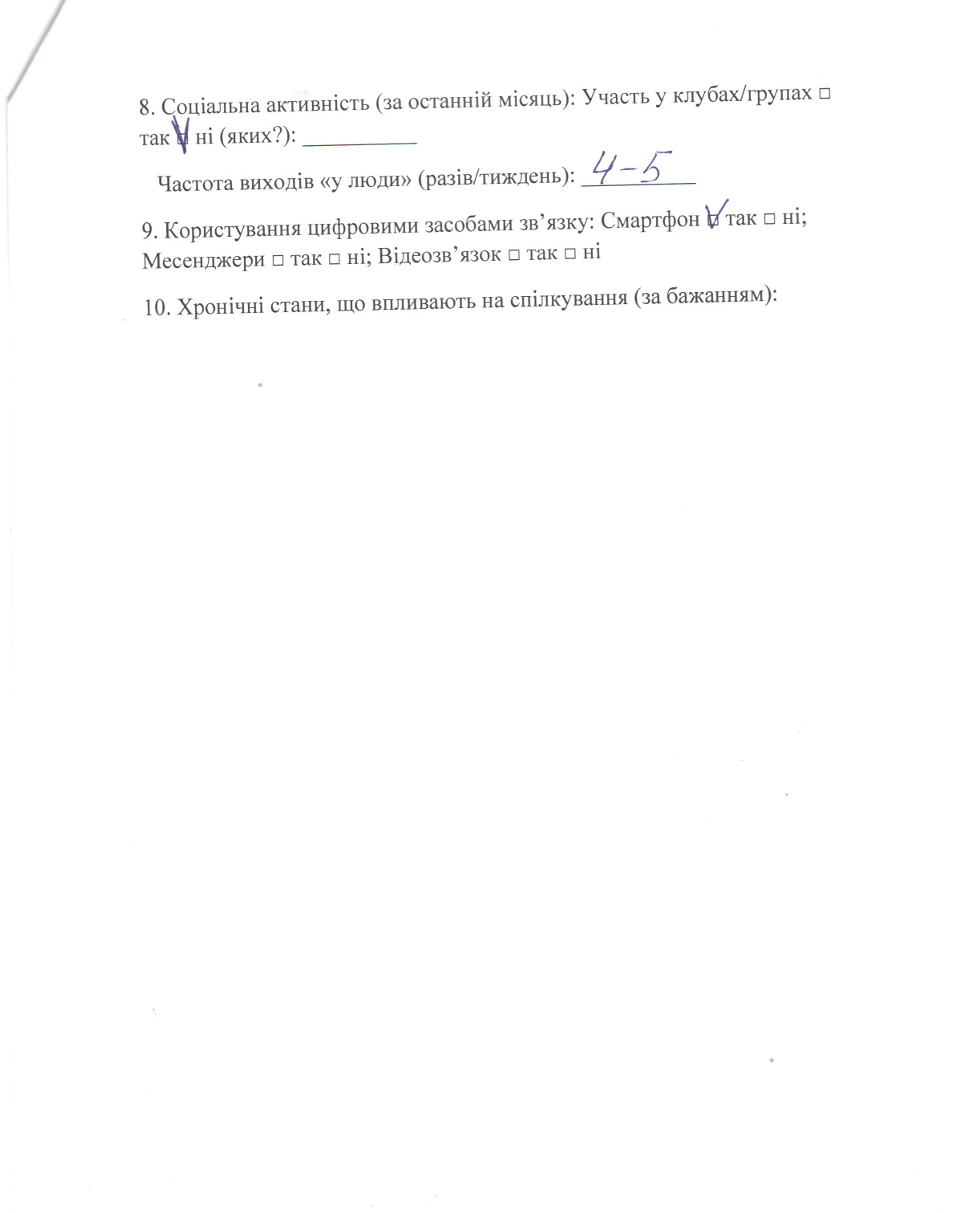 8. Соціальна активність (за останній місяць): Участь у клубах/групах □
так ☑ ні (яких?): __________
Частота виходів «у люди» (разів/тиждень): 4-5
9. Користування цифровими засобами зв’язку: Смартфон ☑ так □ ні;
Месенджери □ так □ ні; Відеозв’язок □ так □ ні
10. Хронічні стани, що впливають на спілкування (за бажанням):